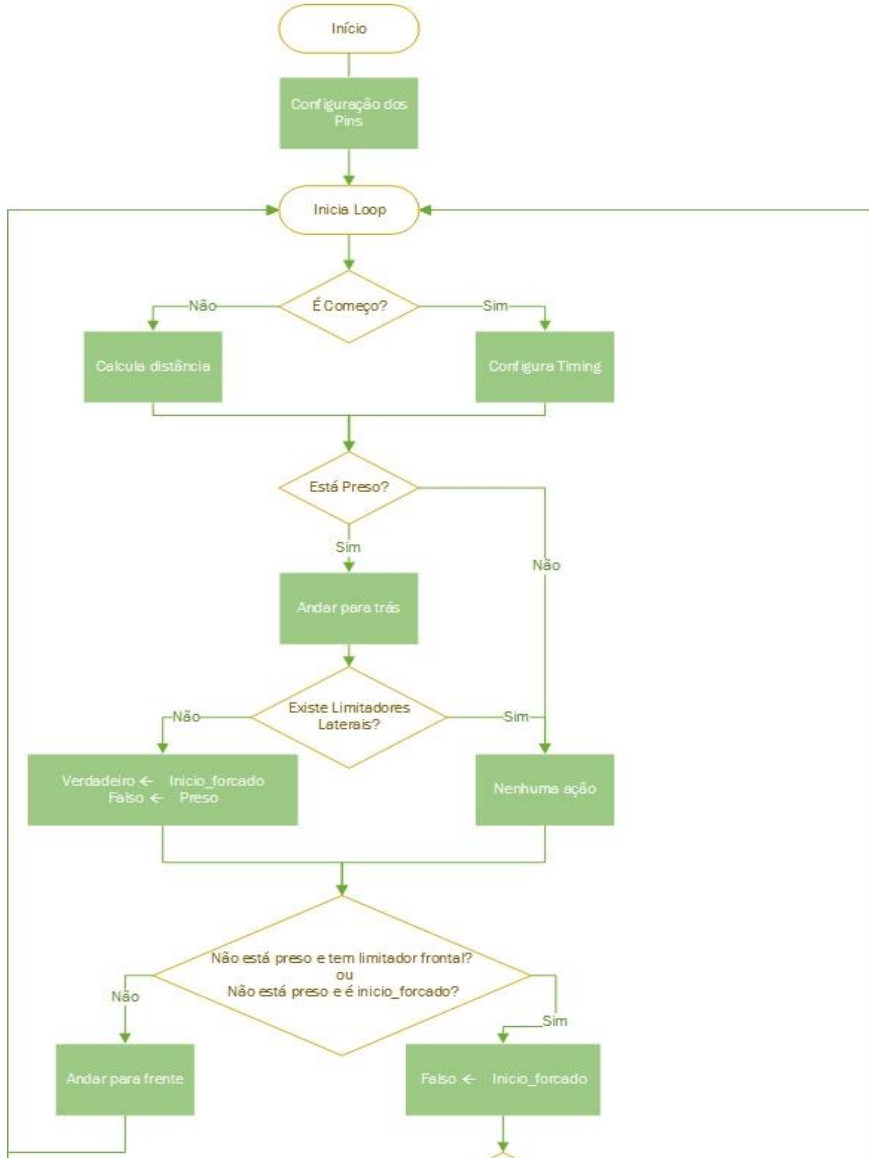 Início
Configuração dos
Pins
Inicia Loop
Não
É Começo?
Sim
Calcula distância
Configura Timing
Está Preso?
Sim
Não
Andar para trás
Existe Limitadores
Laterais?
Não
Sim
Verdadeiro ← Inicio_forcado
Falso ← Preso
Nenhuma ação
Não está preso e tem limitador frontal?
ou
Não está preso e é inicio_forcado?
Não
Sim
Andar para frente
Falso ← Inicio_forcado